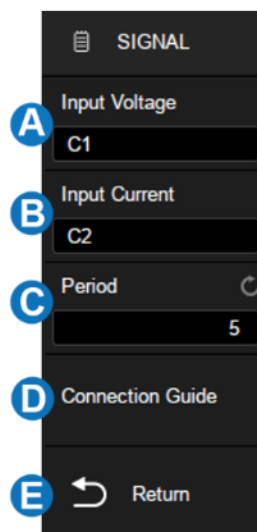 SIGNAL
A
Input Voltage
C1
B
Input Current
C2
C
Period
5
D
Connection Guide
E
Return